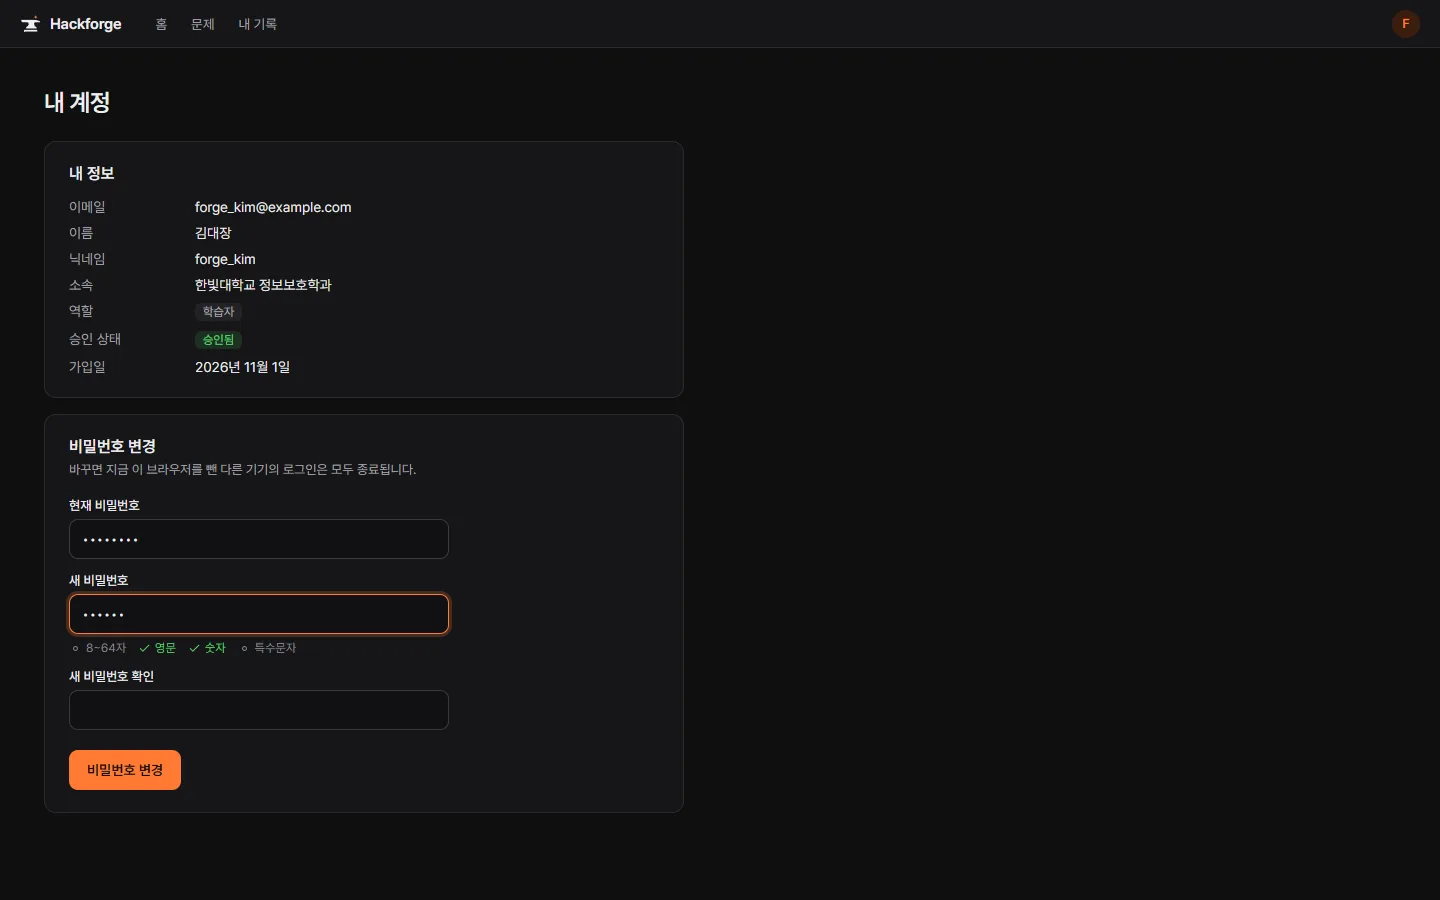 Hackforge 홈 문제 내 기록 F
내 계정
내 정보
이메일 forge_kim@example.com
이름 김대장
닉네임 forge_kim
소속 한빛대학교 정보보호학과
역할 학습자
승인 상태 승인됨
가입일 2026년 11월 1일
비밀번호 변경
바꾸면 지금 이 브라우저를 뺀 다른 기기의 로그인은 모두 종료됩니다.
현재 비밀번호
••••••••
새 비밀번호
••••••
8~64자 영문 숫자 특수문자
새 비밀번호 확인
비밀번호 변경